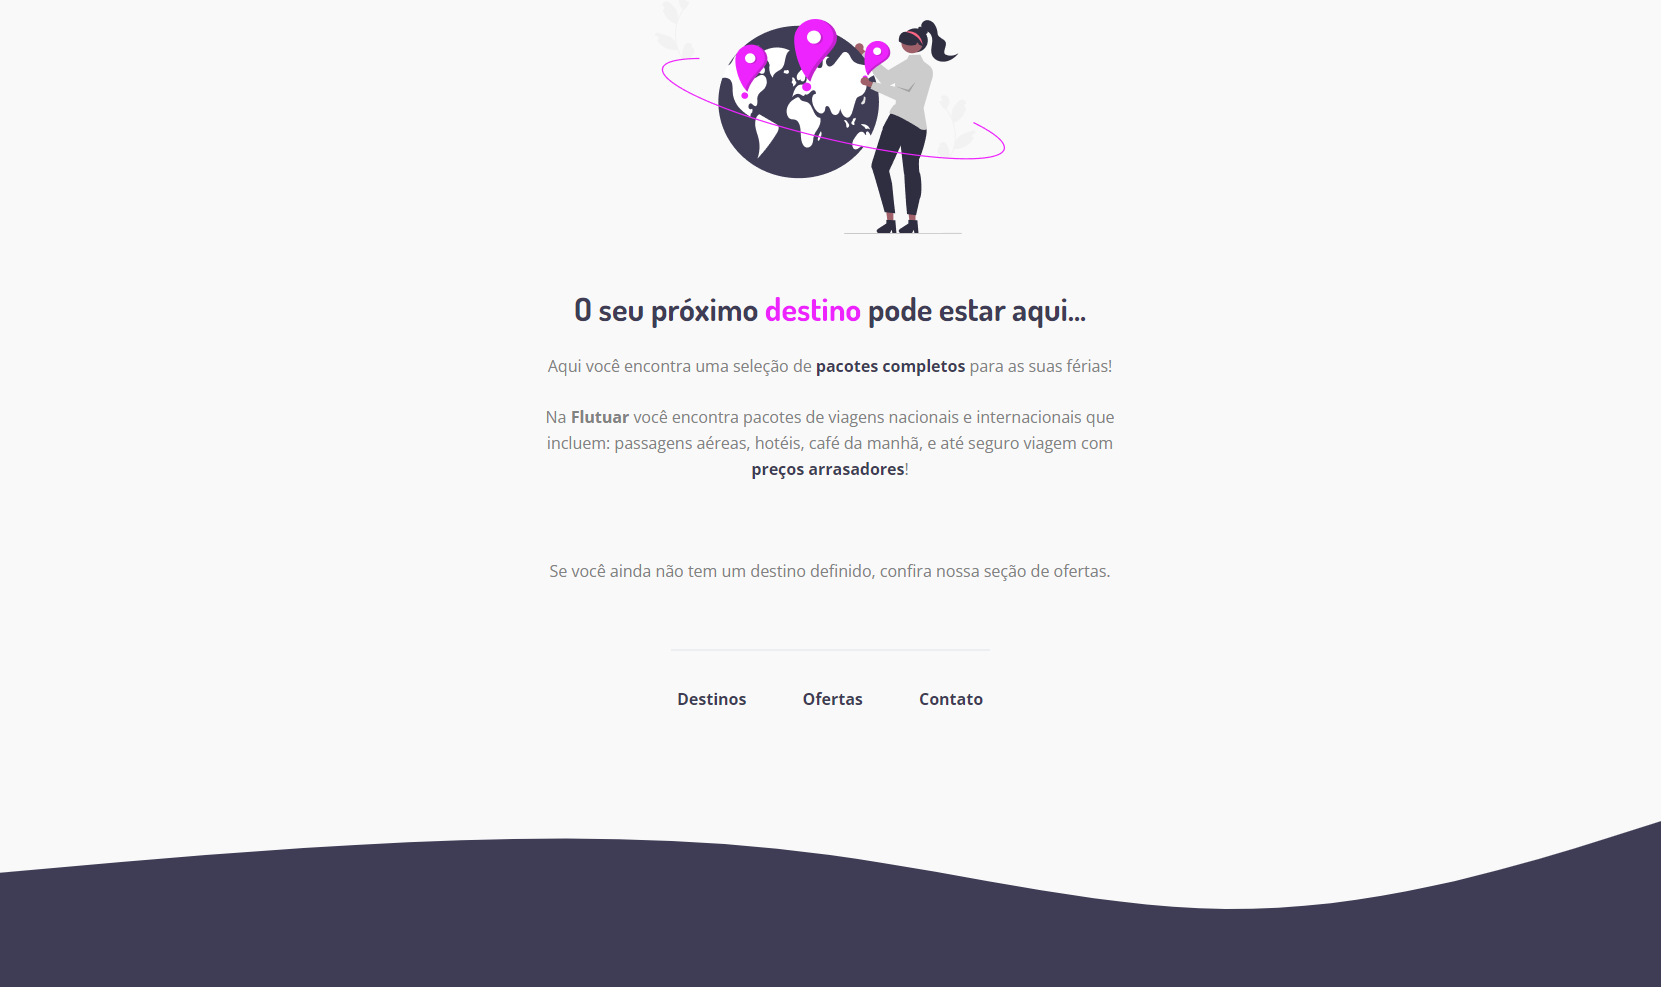 O seu próximo destino pode estar aqui...
Aqui você encontra uma seleção de pacotes completos para as suas férias!
Na Flutuar você encontra pacotes de viagens nacionais e internacionais que
incluem: passagens aéreas, hotéis, café da manhã, e até seguro viagem com
preços arrasadores!
Se você ainda não tem um destino definido, confira nossa seção de ofertas.
Destinos Ofertas Contato